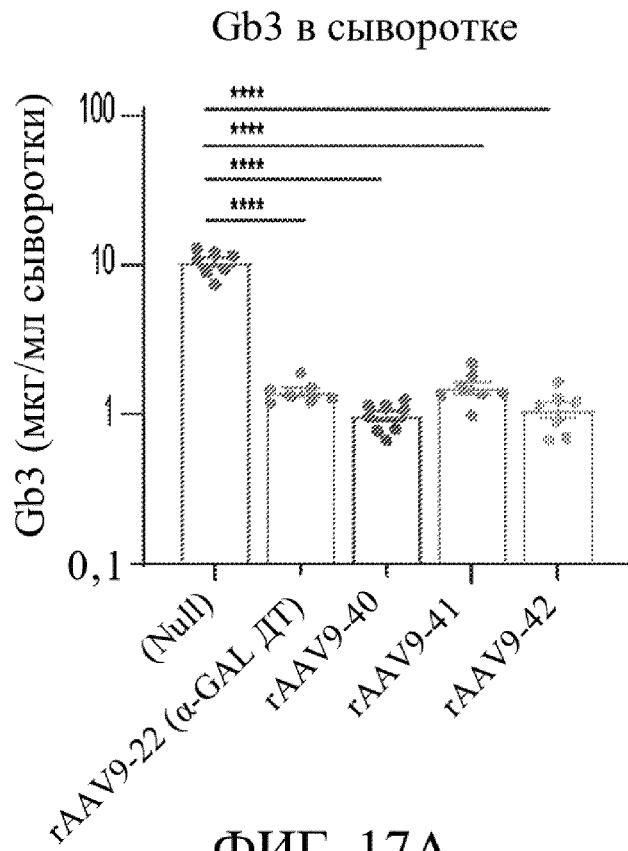 Gb3 в сыворотке
Gb3 (мкг/мл сыворотки)
100
10
1
0,1
****
****
****
****
(Null)
rAAV9-22 (α-GAL ДТ)
rAAV9-40
rAAV9-41
rAAV9-42
ФИГ. 17A